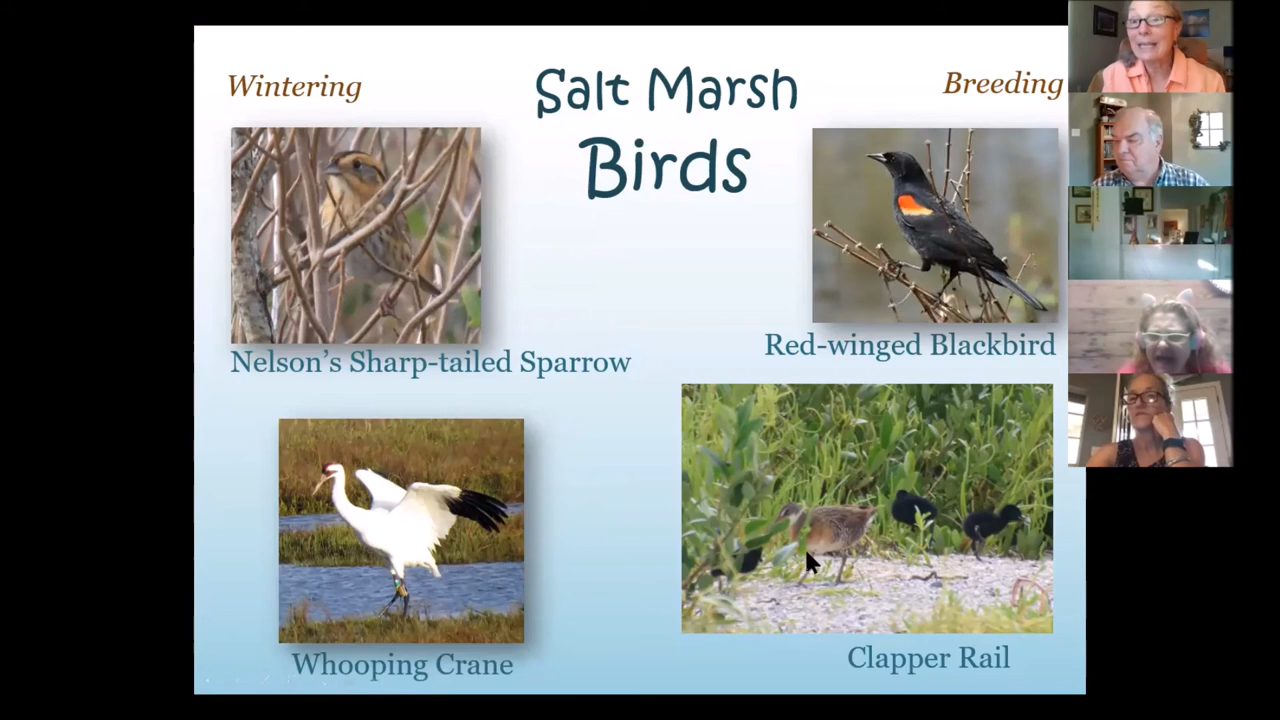 Wintering
Salt Marsh
Birds
Breeding
Nelson's Sharp-tailed Sparrow
Red-winged Blackbird
Whooping Crane
Clapper Rail